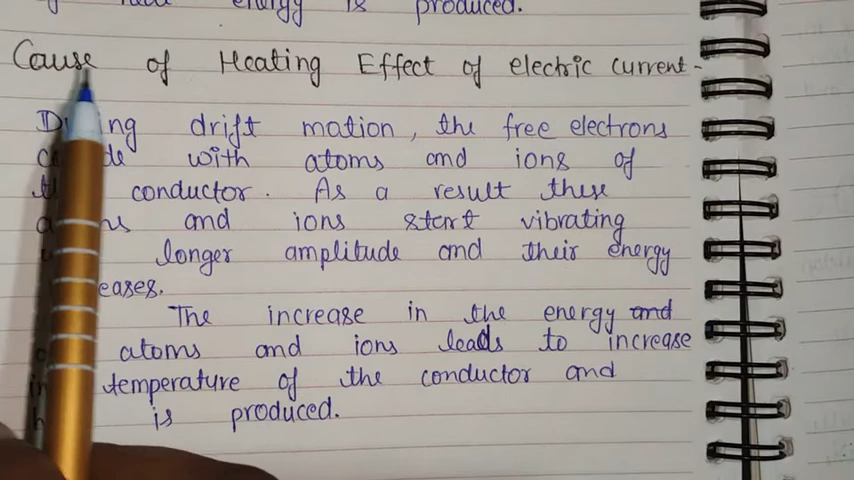 energy is produced.
Cause of Heating Effect of electric current-
drift motion, the free electrons
with atoms and ions of
conductor. As a result these
and ions start vibrating
longer amplitude and their energy
The increase in the energy and
atoms and ions leads to increase
temperature of the conductor and
is produced.